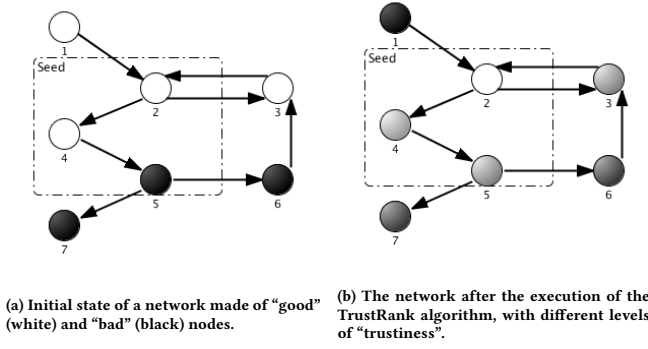 1
Seed
2
3
4
5
6
7
(a) Initial state of a network made of “good”
(white) and “bad” (black) nodes.
1
Seed
2
3
4
5
6
7
(b) The network after the execution of the
TrustRank algorithm, with different levels
of “trustiness”.